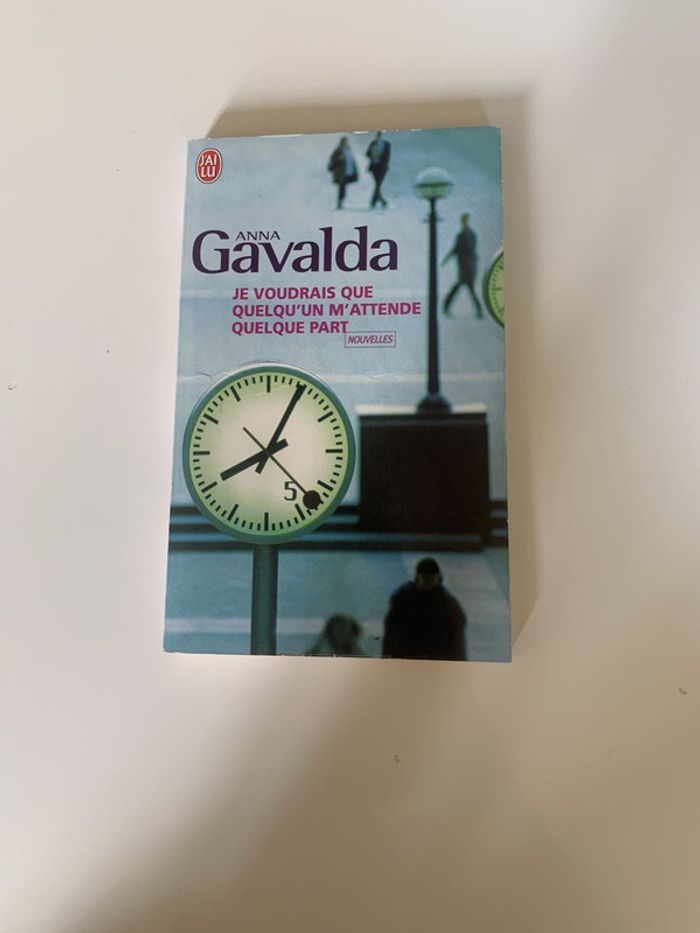 J'AI
LU
ANNA
Gavalda
JE VOUDRAIS QUE
QUELQU'UN M'ATTENDE
QUELQUE PART
NOUVELLES
5